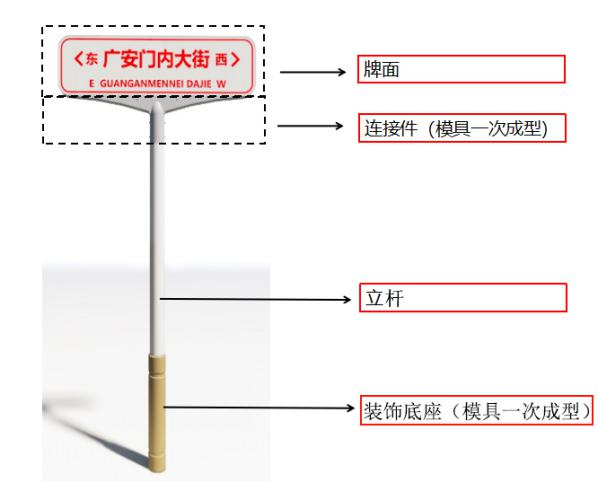 <东 广安门内大街 西>
E GUANGANMENNEI DAJIE W
牌面
连接件（模具一次成型）
立杆
装饰底座（模具一次成型）